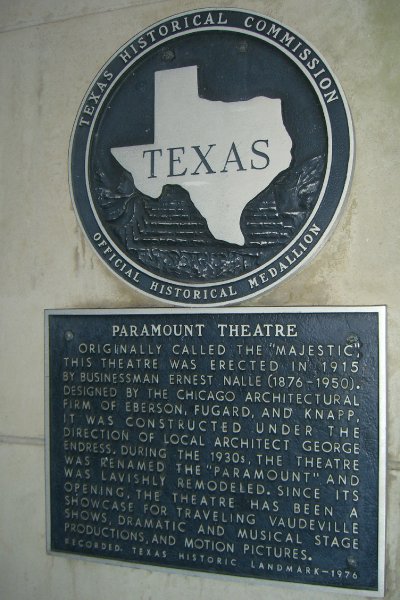 TEXAS HISTORICAL COMMISSION
TEXAS
OFFICIAL HISTORICAL MEDALLION
PARAMOUNT THEATRE
ORIGINALLY CALLED THE "MAJESTIC",
THIS THEATRE WAS ERECTED IN 1915
BY BUSINESSMAN ERNEST NALLE (1876-1950).
DESIGNED BY THE CHICAGO ARCHITECTURAL
FIRM OF EBERSON, FUGARD, AND KNAPP,
IT WAS CONSTRUCTED UNDER THE
DIRECTION OF LOCAL ARCHITECT GEORGE
ENDRESS. DURING THE 1930s, THE THEATRE
WAS RENAMED THE "PARAMOUNT" AND
WAS LAVISHLY REMODELED. SINCE ITS
OPENING, THE THEATRE HAS BEEN A
SHOWCASE FOR TRAVELING VAUDEVILLE
SHOWS, DRAMATIC AND MUSICAL STAGE
PRODUCTIONS, AND MOTION PICTURES.
RECORDED TEXAS HISTORIC LANDMARK-1976